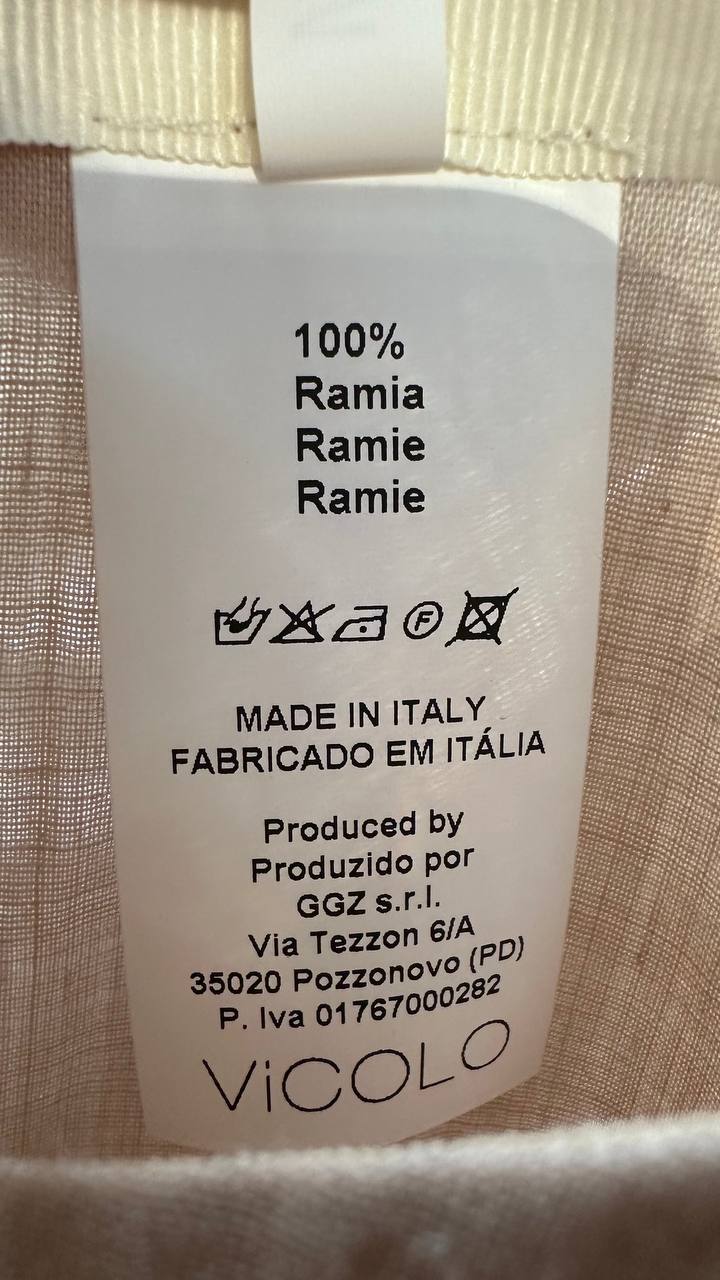 100%
Ramia
Ramie
Ramie
F
MADE IN ITALY
FABRICADO EM ITÁLIA
Produced by
Produzido por
GGZ s.r.l.
Via Tezzon 6/A
35020 Pozzonovo (PD)
P. Iva 01767000282
ViCOLO